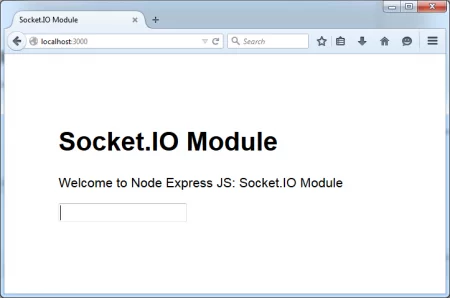 Socket.IO Module
localhost:3000
Search
Socket.IO Module
Welcome to Node Express JS: Socket.IO Module